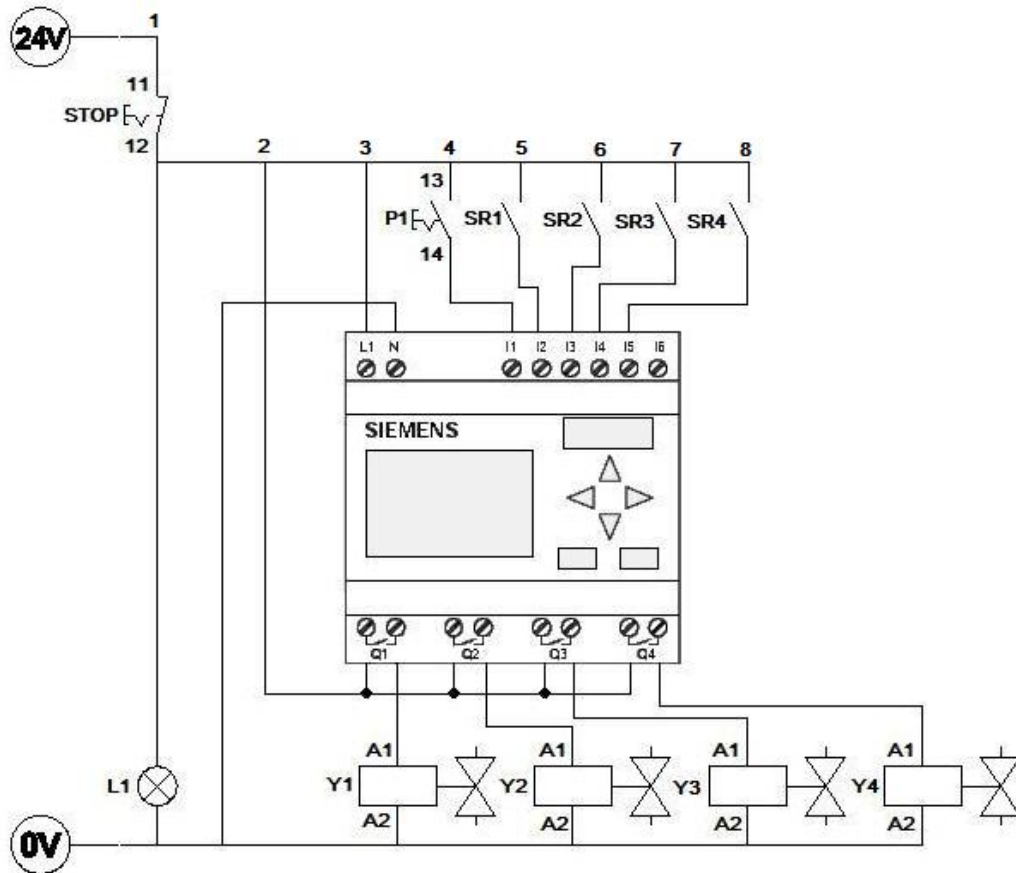 1
24V
11
STOP
12 2 3 4 5 6 7 8
13
P1 SR1 SR2 SR3 SR4
14
L1 N I1 I2 I3 I4 I5 I6
SIEMENS
Q1 Q2 Q3 Q4
A1 A1 A1 A1
L1 Y1 Y2 Y3 Y4
A2 A2 A2 A2
0V